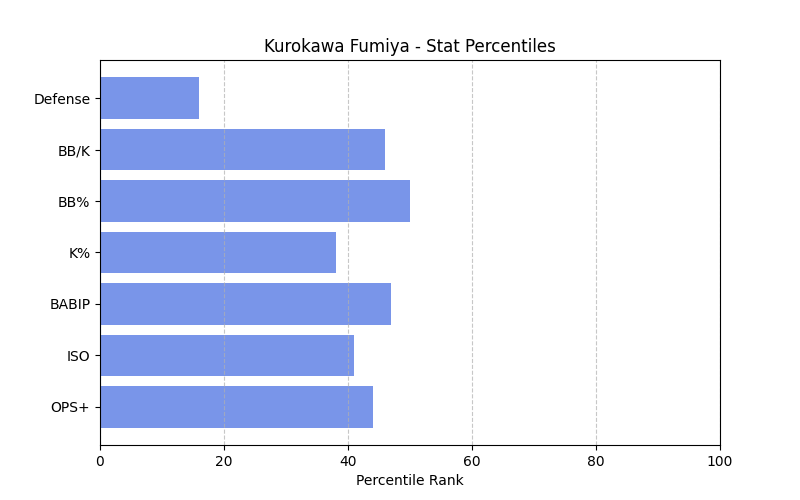 Kurokawa Fumiya - Stat Percentiles
Defense
BB/K
BB%
K%
BABIP
ISO
OPS+
0 20 40 60 80 100
Percentile Rank